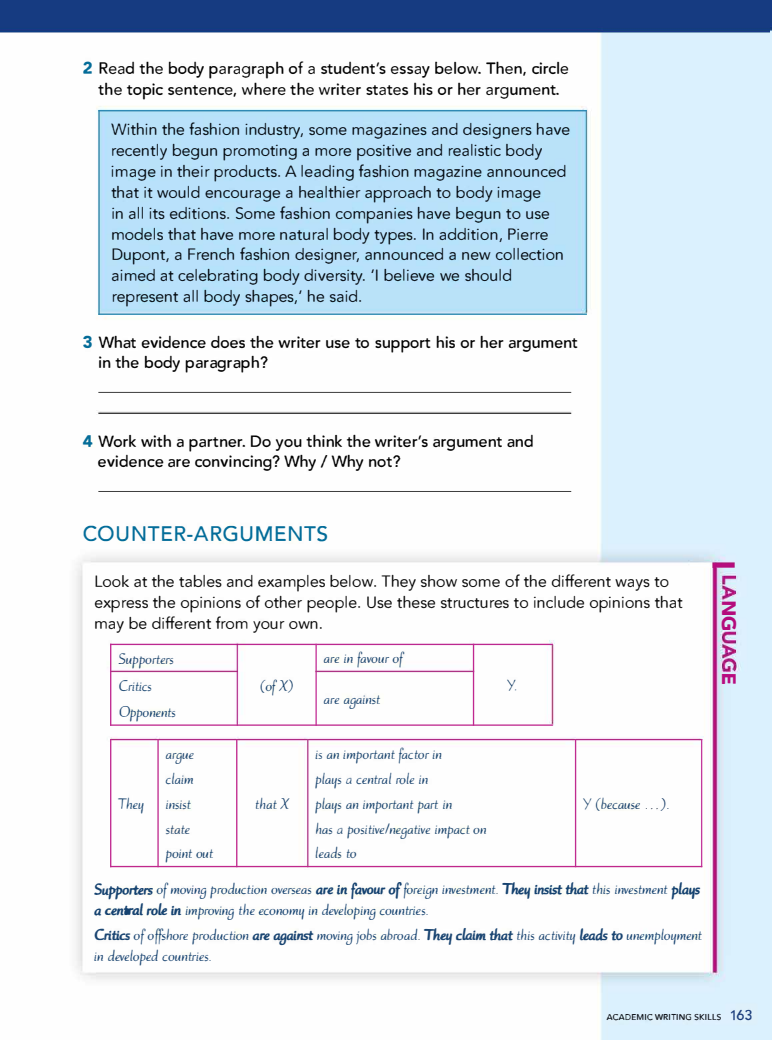 2 Read the body paragraph of a student's essay below. Then, circle
the topic sentence, where the writer states his or her argument.
Within the fashion industry, some magazines and designers have
recently begun promoting a more positive and realistic body
image in their products. A leading fashion magazine announced
that it would encourage a healthier approach to body image
in all its editions. Some fashion companies have begun to use
models that have more natural body types. In addition, Pierre
Dupont, a French fashion designer, announced a new collection
aimed at celebrating body diversity. 'I believe we should
represent all body shapes,' he said.
3 What evidence does the writer use to support his or her argument
in the body paragraph?
4 Work with a partner. Do you think the writer's argument and
evidence are convincing? Why / Why not?
COUNTER-ARGUMENTS
LANGUAGE
Look at the tables and examples below. They show some of the different ways to
express the opinions of other people. Use these structures to include opinions that
may be different from your own.
Supporters
are in favour of
Critics
(of X)
Y.
are against
Opponents
argue
is an important factor in
claim
plays a central role in
They
insist
that X
plays an important part in
Y (because ...).
state
has a positive/negative impact on
point out
leads to
Supporters of moving production overseas are in favour of foreign investment. They insist that this investment plays
a central role in improving the economy in developing countries.
Critics of offshore production are against moving jobs abroad. They claim that this activity leads to unemployment
in developed countries.
ACADEMIC WRITING SKILLS 163